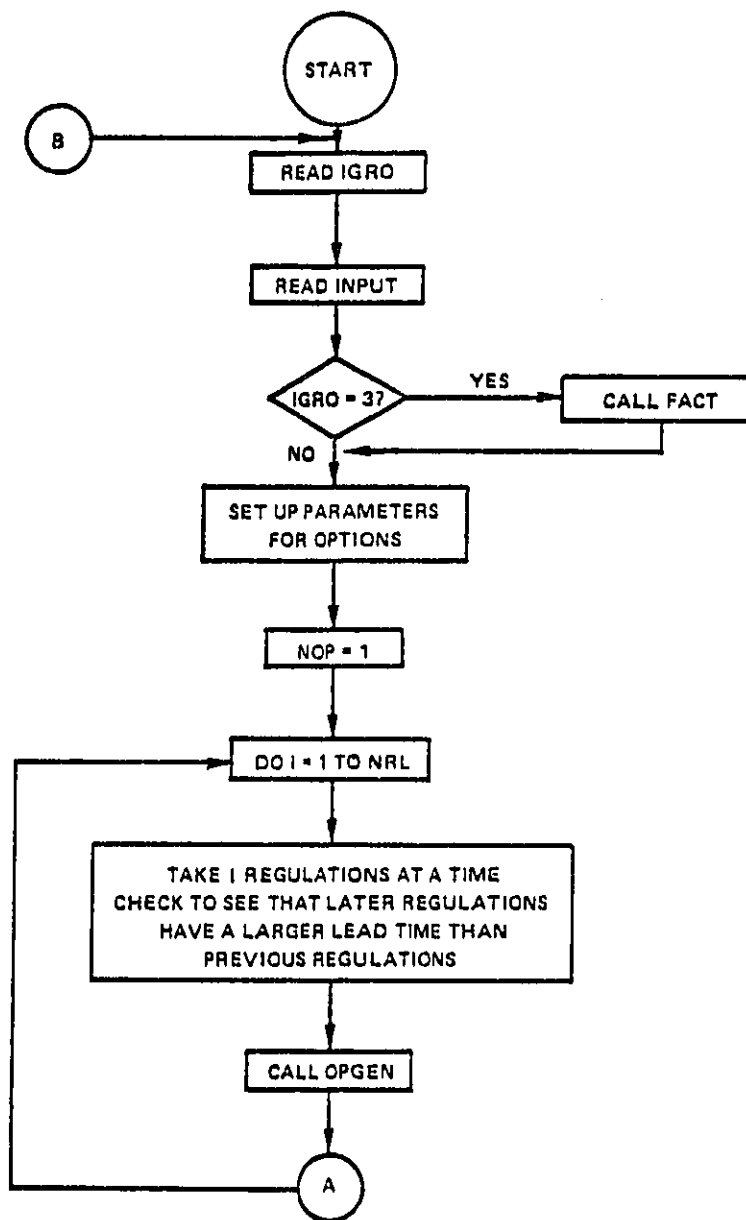 START
B
READ IGRO
READ INPUT
IGRO = 3?
YES
CALL FACT
NO
SET UP PARAMETERS
FOR OPTIONS
NOP = 1
DO I = 1 TO NRL
TAKE I REGULATIONS AT A TIME
CHECK TO SEE THAT LATER REGULATIONS
HAVE A LARGER LEAD TIME THAN
PREVIOUS REGULATIONS
CALL OPGEN
A